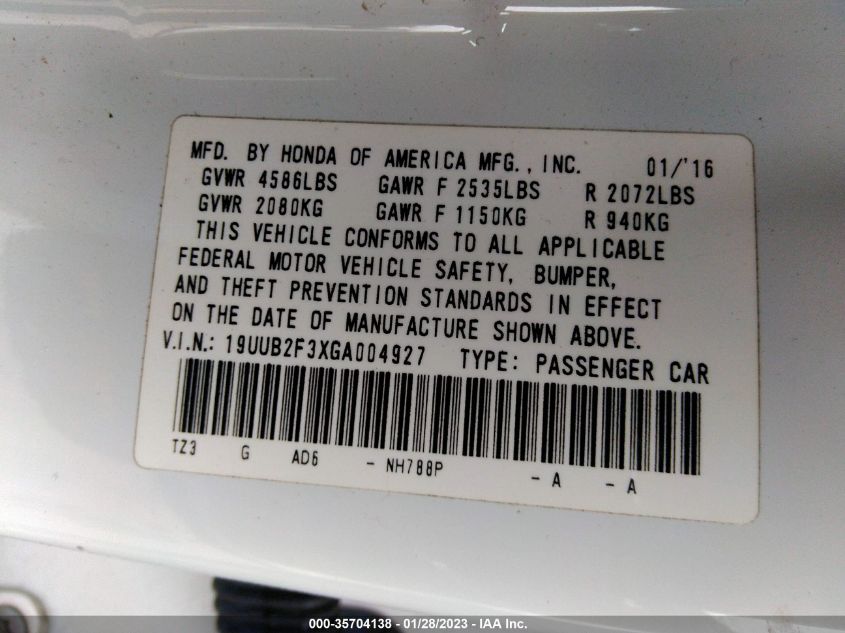 MFD. BY HONDA OF AMERICA MFG., INC. 01/'16
GVWR 4586LBS GAWR F 2535LBS R 2072LBS
GVWR 2080KG GAWR F 1150KG R 940KG
THIS VEHICLE CONFORMS TO ALL APPLICABLE
FEDERAL MOTOR VEHICLE SAFETY, BUMPER,
AND THEFT PREVENTION STANDARDS IN EFFECT
ON THE DATE OF MANUFACTURE SHOWN ABOVE.
V.I.N.: 19UUB2F3XGA004927 TYPE: PASSENGER CAR
TZ3 G AD6 - NH788P - A - A
000-35704138 - 01/28/2023 - IAA Inc.